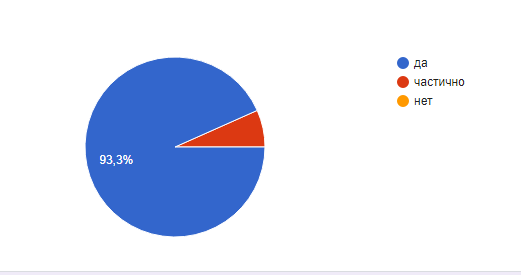 да
частично
нет
93,3%